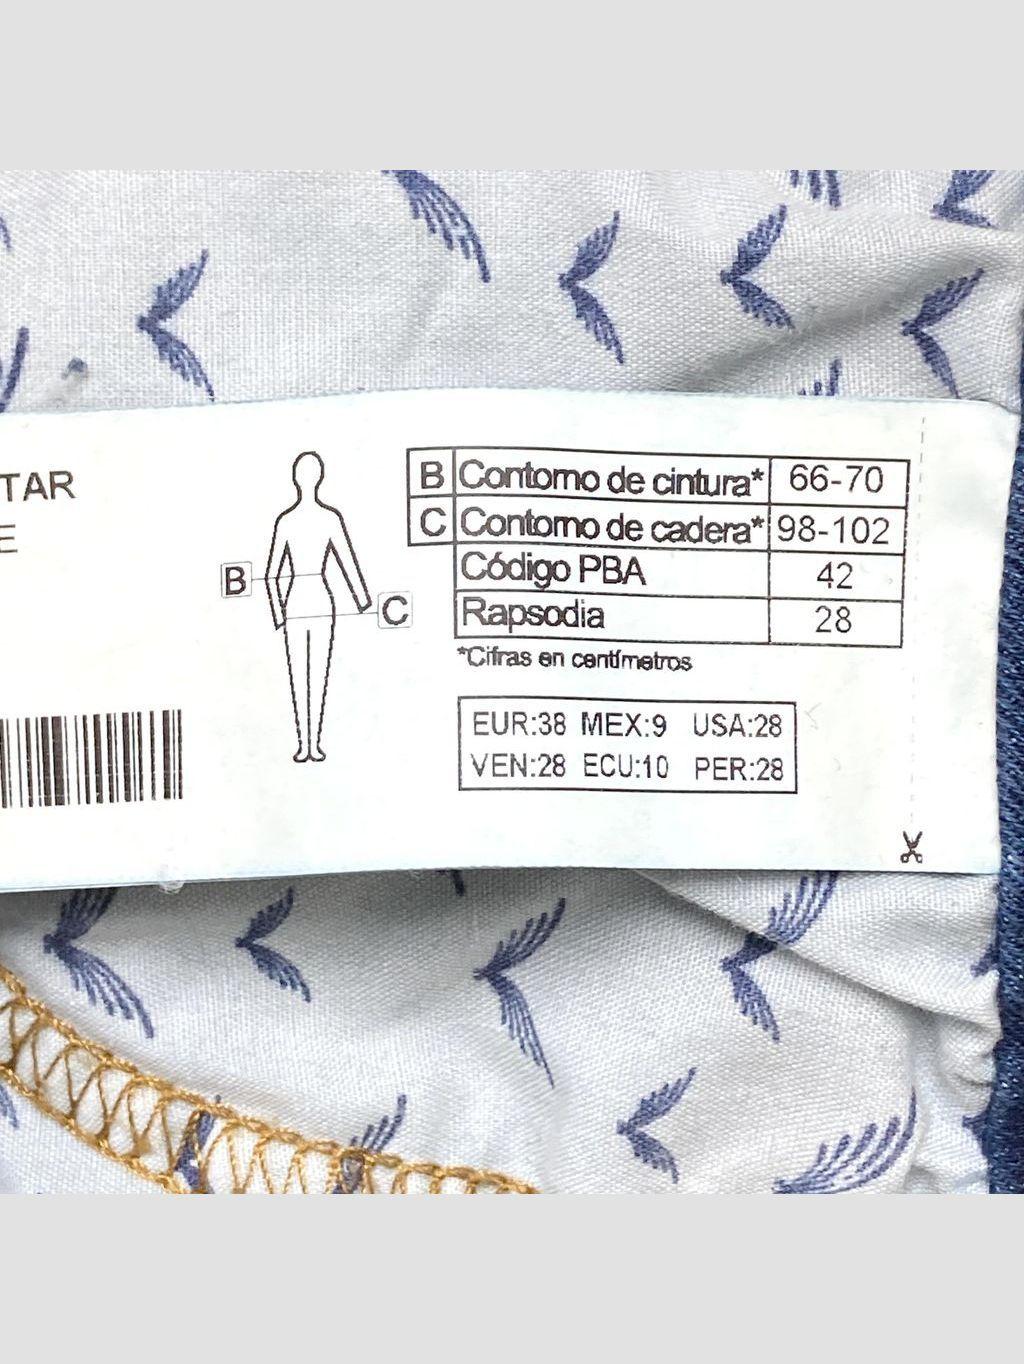 TAR
E
B Contorno de cintura* 66-70
C Contorno de cadera* 98-102
Código PBA 42
Rapsodia 28
*Cifras en centímetros
B
C
EUR:38 MEX:9 USA:28
VEN:28 ECU:10 PER:28